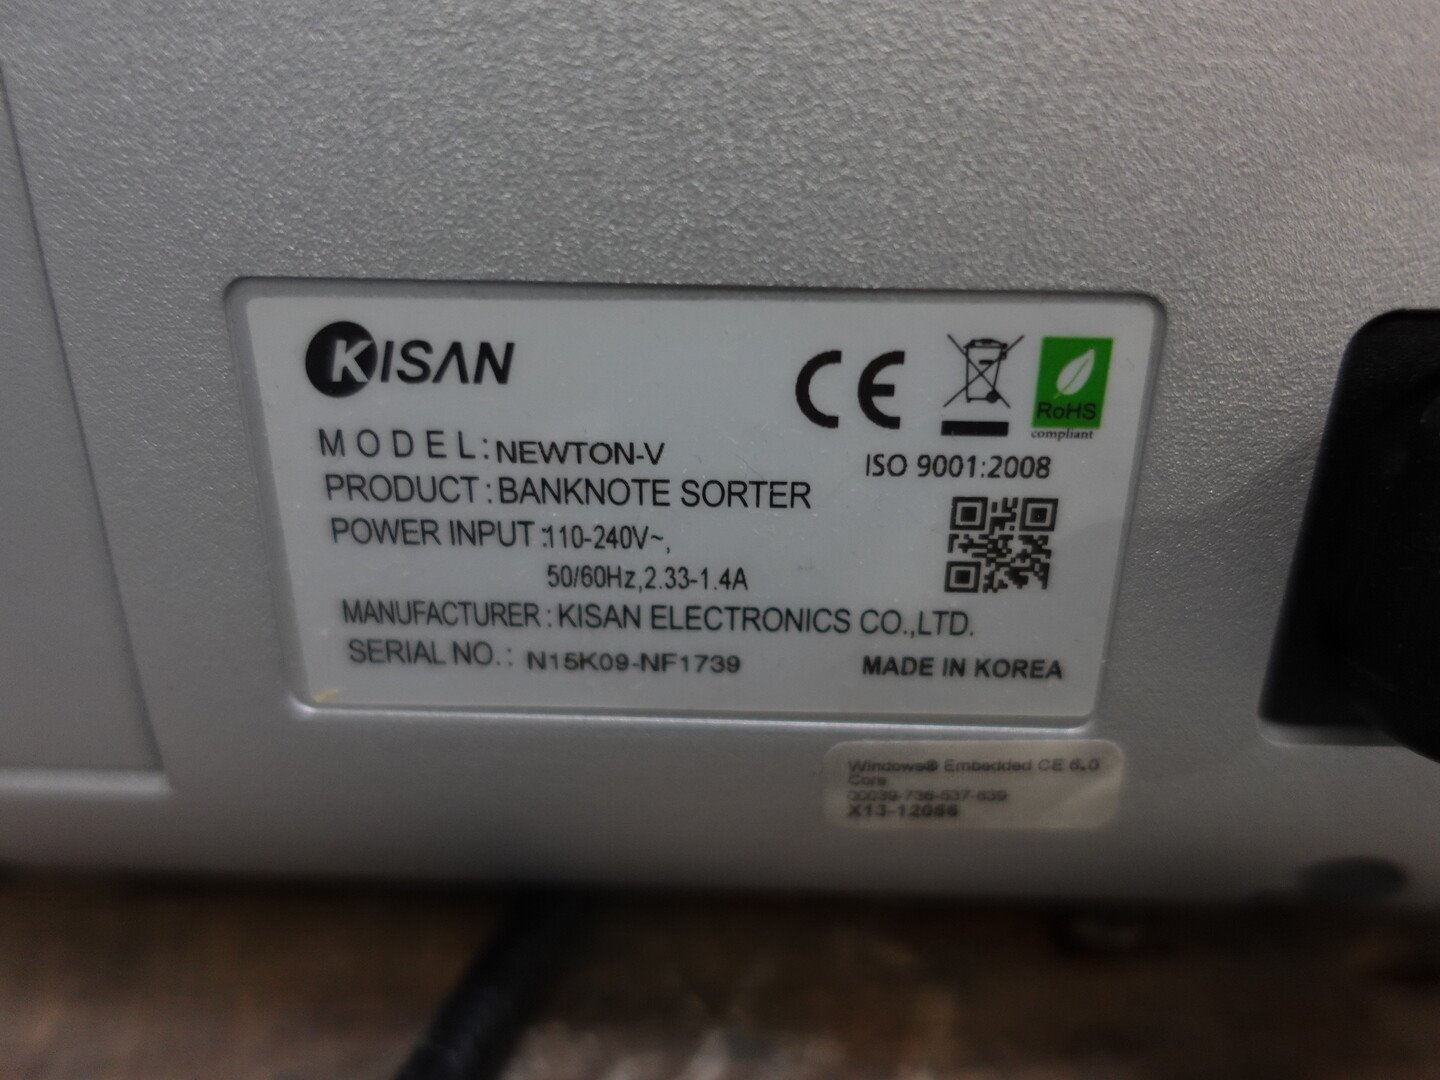 KISAN
CE
RoHS
compliant
MODEL: NEWTON-V
ISO 9001:2008
PRODUCT : BANKNOTE SORTER
POWER INPUT : 110-240V~,
50/60Hz,2.33-1.4A
MANUFACTURER : KISAN ELECTRONICS CO.,LTD.
SERIAL NO. : N15K09-NF1739
MADE IN KOREA
Windows® Embedded CE 6.0
Core
X13-12066